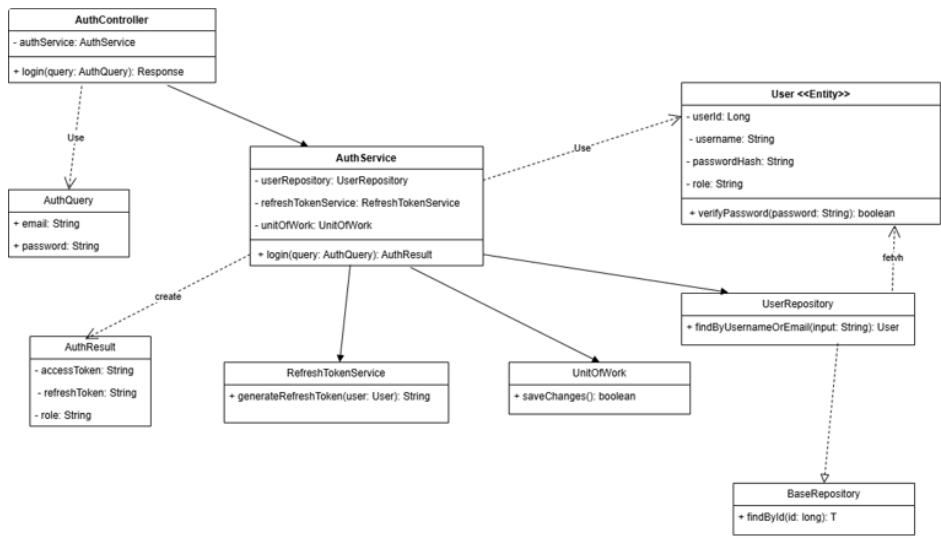 AuthController
- authService: AuthService
+ login(query: AuthQuery): Response
Use
AuthQuery
+ email: String
+ password: String
AuthService
- userRepository: UserRepository
- refreshTokenService: RefreshTokenService
- unitOfWork: UnitOfWork
+ login(query: AuthQuery): AuthResult
Use
User <<Entity>>
- userId: Long
- username: String
- passwordHash: String
- role: String
+ verifyPassword(password: String): boolean
fetvh
create
AuthResult
- accessToken: String
- refreshToken: String
- role: String
RefreshTokenService
+ generateRefreshToken(user: User): String
UnitOfWork
+ saveChanges(): boolean
UserRepository
+ findByUsernameOrEmail(input: String): User
BaseRepository
+ findById(id: long): T